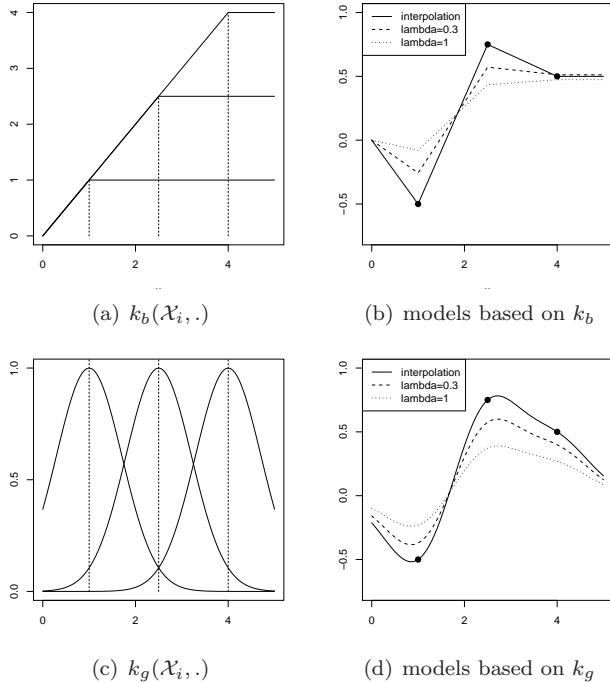 0
1
2
3
4
0
2
4
(a) k_b(𝒳_i, .)
−0.5
0.0
0.5
1.0
interpolation
lambda=0.3
lambda=1
0
2
4
(b) models based on k_b
0.0
0.5
1.0
0
2
4
(c) k_g(𝒳_i, .)
−0.5
0.0
0.5
1.0
interpolation
lambda=0.3
lambda=1
0
2
4
(d) models based on k_g